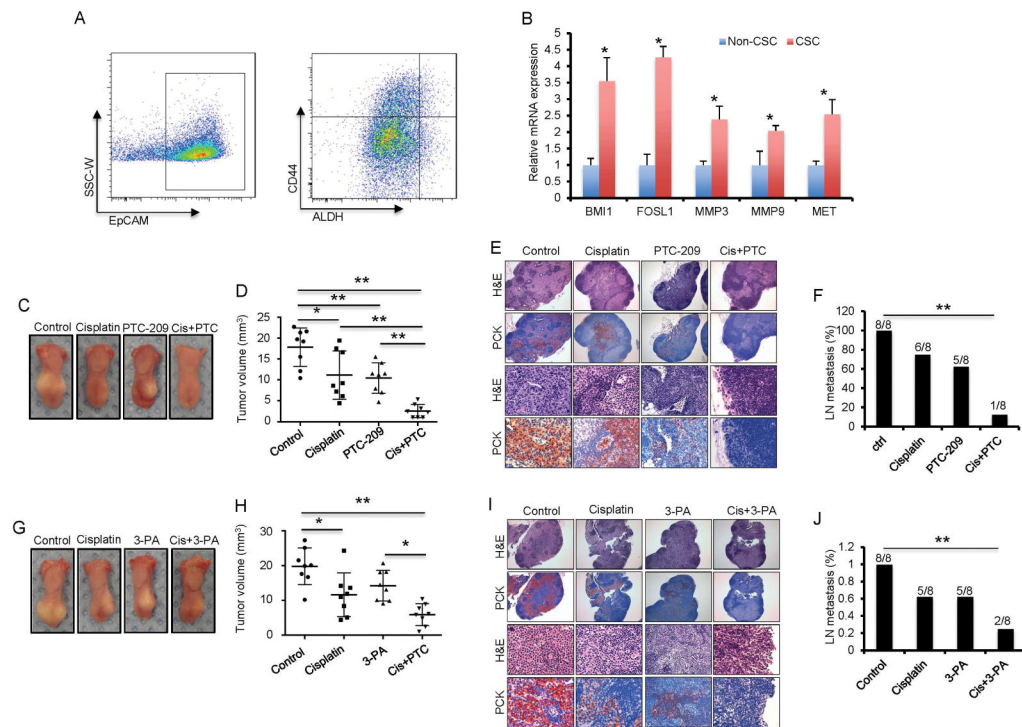 A
SSC-W
EpCAM
CD44
ALDH
B
Non-CSC
CSC
Relative mRNA expression
5
4.5
4
3.5
3
2.5
2
1.5
1
0.5
0
* * * * *
BMI1 FOSL1 MMP3 MMP9 MET
C
Control Cisplatin PTC-209 Cis+PTC
D
Tumor volume (mm³)
25
20
15
10
5
0
**
**
* **
**
Control Cisplatin PTC-209 Cis+PTC
E
Control Cisplatin PTC-209 Cis+PTC
H&E
PCK
H&E
PCK
F
LN metastasis (%)
120
100
80
60
40
20
0
**
8/8
6/8
5/8
1/8
ctrl Cisplatin PTC-209 Cis+PTC
G
Control Cisplatin 3-PA Cis+3-PA
H
Tumor volume (mm³)
30
20
10
0
**
* *
Control Cisplatin 3-PA Cis+PTC
I
Control Cisplatin 3-PA Cis+3-PA
H&E
PCK
H&E
PCK
J
LN metastasis (%)
1.2
1
0.8
0.6
0.4
0.2
0
**
8/8
5/8 5/8
2/8
Control Cisplatin 3-PA Cis+3-PA